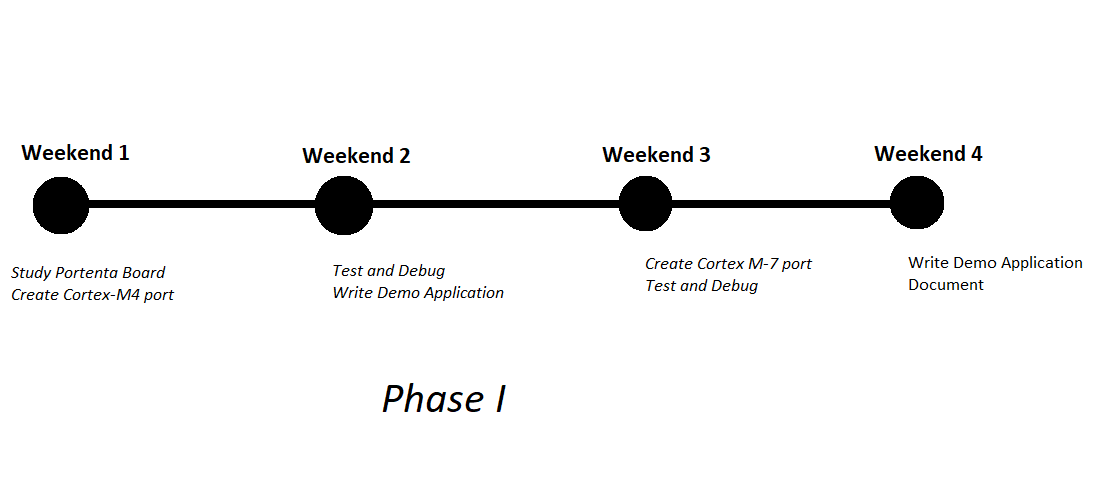 Weekend 1
Weekend 2
Weekend 3
Weekend 4
Study Portenta Board
Create Cortex-M4 port
Test and Debug
Write Demo Application
Create Cortex M-7 port
Test and Debug
Write Demo Application
Document
Phase I